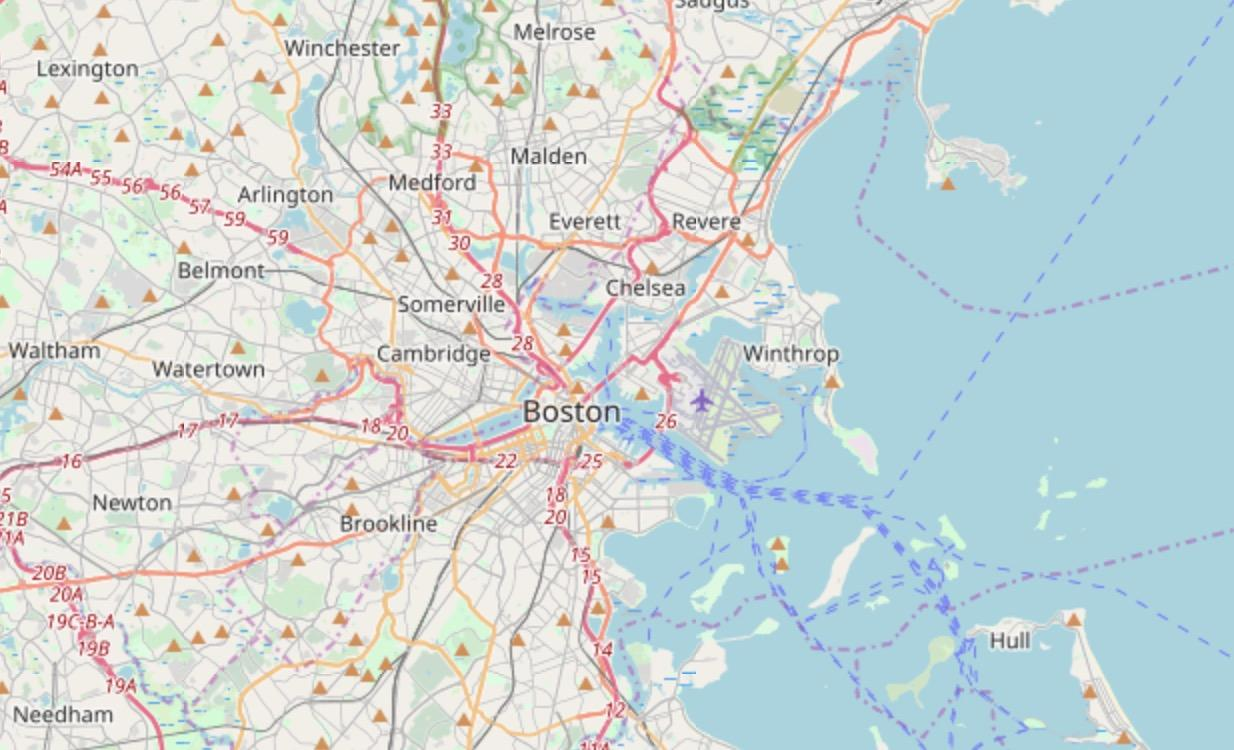 Saugus
Melrose
Winchester
Lexington
33
33
Malden
54A
55
56
56
57
59
59
Medford
Arlington
31
Everett
Revere
30
Belmont
28
Chelsea
Somerville
28
Waltham
Cambridge
Winthrop
Watertown
Boston
17
17
18
20
26
16
22
25
18
20
Newton
Brookline
21B
15
15
20B
20A
19C-B-A
19B
14
Hull
19A
12
Needham
11A